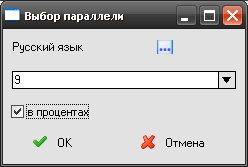 Выбор параллели
Русский язык
9
в процентах
OK Отмена